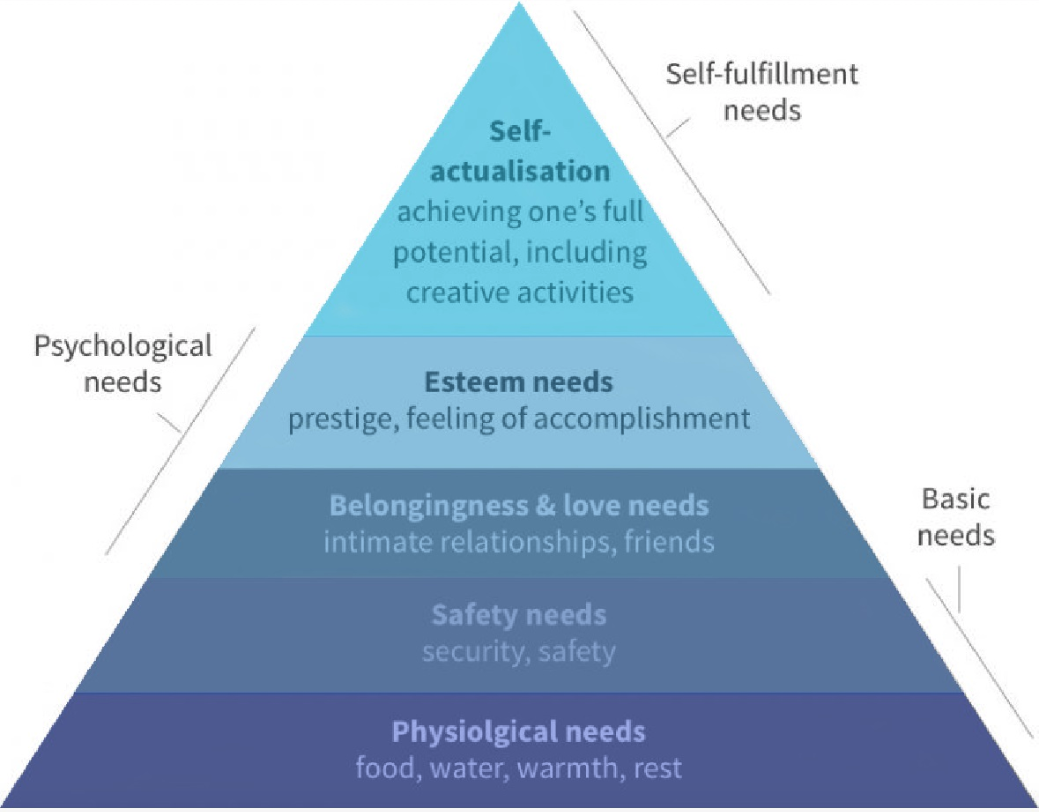 Self-fulfillment
needs
Self-
actualisation
achieving one's full
potential, including
creative activities
Psychological
needs
Esteem needs
prestige, feeling of accomplishment
Belongingness & love needs
intimate relationships, friends
Basic
needs
Safety needs
security, safety
Physiolgical needs
food, water, warmth, rest